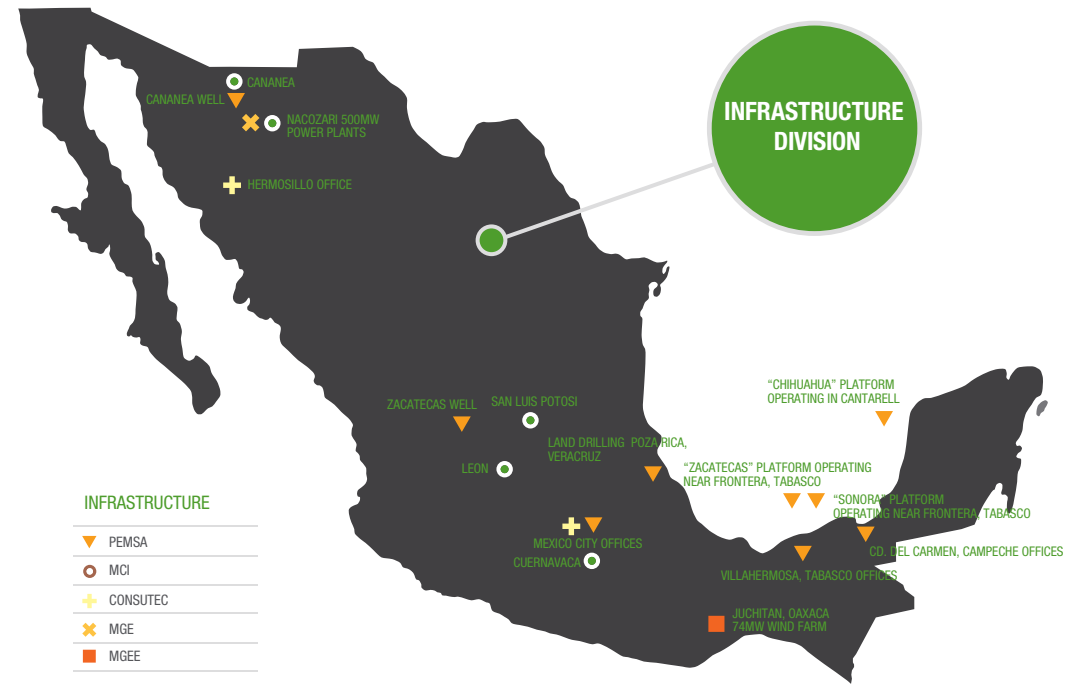 INFRASTRUCTURE
DIVISION
CANANEA
CANANEA WELL
NACOZARI 500MW
POWER PLANTS
HERMOSILLO OFFICE
"CHIHUAHUA" PLATFORM
OPERATING IN CANTARELL
ZACATECAS WELL
SAN LUIS POTOSI
LAND DRILLING POZA RICA,
VERACRUZ
LEON
"ZACATECAS" PLATFORM OPERATING
NEAR FRONTERA, TABASCO
"SONORA" PLATFORM
OPERATING NEAR FRONTERA, TABASCO
MEXICO CITY OFFICES
CD. DEL CARMEN, CAMPECHE OFFICES
CUERNAVACA
VILLAHERMOSA, TABASCO OFFICES
JUCHITAN, OAXACA
74MW WIND FARM
INFRASTRUCTURE
PEMSA
MCI
CONSUTEC
MGE
MGEE